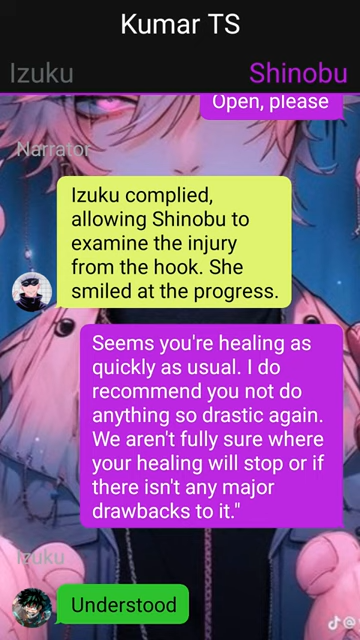 Kumar TS
Izuku
Shinobu
Open, please
Narrator
Izuku complied,
allowing Shinobu to
examine the injury
from the hook. She
smiled at the progress.
Seems you're healing as
quickly as usual. I do
recommend you not do
anything so drastic again.
We aren't fully sure where
your healing will stop or if
there isn't any major
drawbacks to it."
Izuku
Understood
@